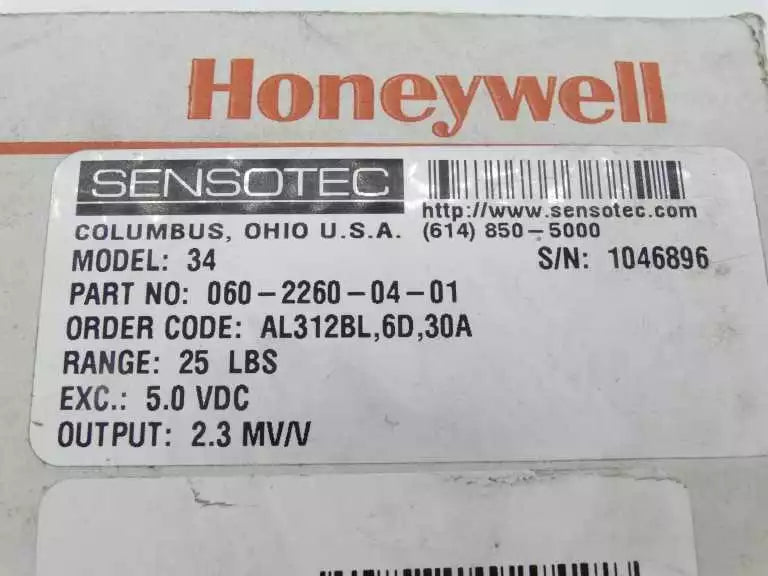 Honeywell
SENSOTEC
http://www.sensotec.com
COLUMBUS, OHIO U.S.A. (614) 850-5000
MODEL: 34 S/N: 1046896
PART NO: 060-2260-04-01
ORDER CODE: AL312BL,6D,30A
RANGE: 25 LBS
EXC.: 5.0 VDC
OUTPUT: 2.3 MV/V